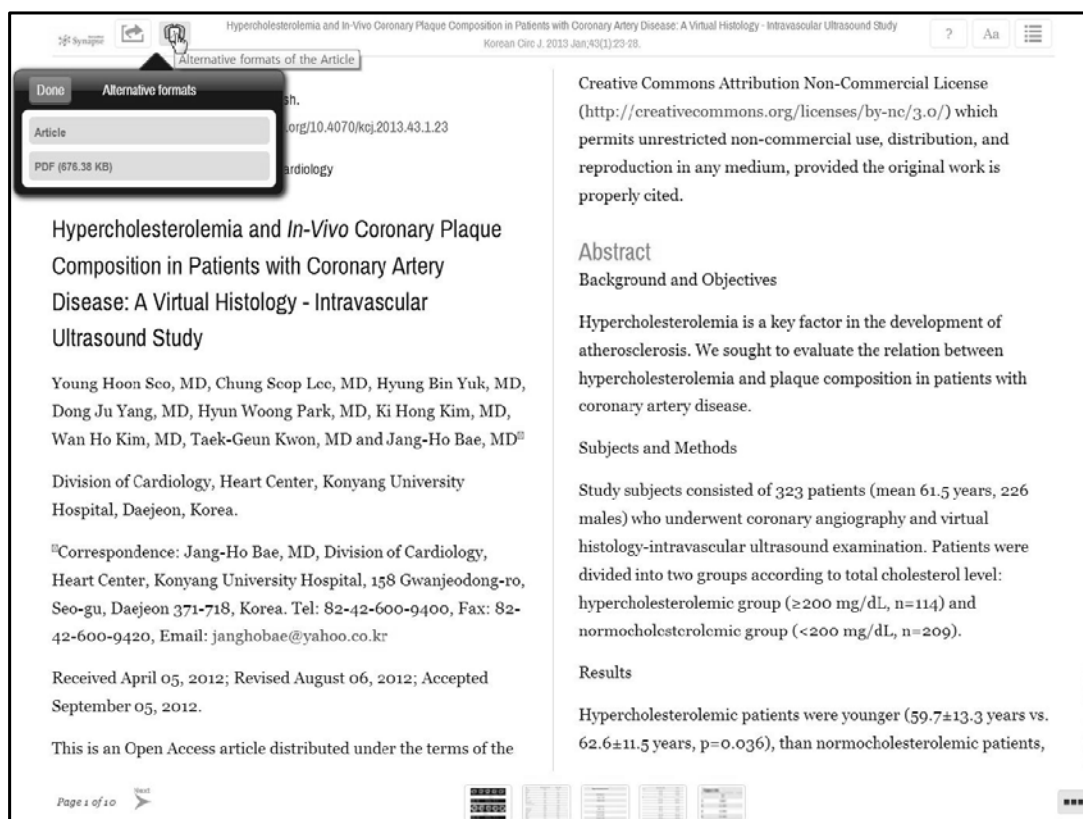 Synapse
Hypercholesterolemia and In-Vivo Coronary Plaque Composition in Patients with Coronary Artery Disease: A Virtual Histology - Intravascular Ultrasound Study
Korean Circ J. 2013 Jan;43(1):23-28.
?
Aa
Alternative formats of the Article
Done
Alternative formats
Article
PDF (676.38 KB)
sh.
.org/10.4070/kcj.2013.43.1.23
ardiology
Hypercholesterolemia and In-Vivo Coronary Plaque
Composition in Patients with Coronary Artery
Disease: A Virtual Histology - Intravascular
Ultrasound Study
Young Hoon Seo, MD, Chung Seop Lee, MD, Hyung Bin Yuk, MD,
Dong Ju Yang, MD, Hyun Woong Park, MD, Ki Hong Kim, MD,
Wan Ho Kim, MD, Taek-Geun Kwon, MD and Jang-Ho Bae, MD
Division of Cardiology, Heart Center, Konyang University
Hospital, Daejeon, Korea.
Correspondence: Jang-Ho Bae, MD, Division of Cardiology,
Heart Center, Konyang University Hospital, 158 Gwanjeodong-ro,
Seo-gu, Daejeon 371-718, Korea. Tel: 82-42-600-9400, Fax: 82-
42-600-9420, Email: janghobae@yahoo.co.kr
Received April 05, 2012; Revised August 06, 2012; Accepted
September 05, 2012.
This is an Open Access article distributed under the terms of the
Creative Commons Attribution Non-Commercial License
(http://creativecommons.org/licenses/by-nc/3.0/) which
permits unrestricted non-commercial use, distribution, and
reproduction in any medium, provided the original work is
properly cited.
Abstract
Background and Objectives
Hypercholesterolemia is a key factor in the development of
atherosclerosis. We sought to evaluate the relation between
hypercholesterolemia and plaque composition in patients with
coronary artery disease.
Subjects and Methods
Study subjects consisted of 323 patients (mean 61.5 years, 226
males) who underwent coronary angiography and virtual
histology-intravascular ultrasound examination. Patients were
divided into two groups according to total cholesterol level:
hypercholesterolemic group (≥200 mg/dL, n=114) and
normocholesterolemic group (<200 mg/dL, n=209).
Results
Hypercholesterolemic patients were younger (59.7±13.3 years vs.
62.6±11.5 years, p=0.036), than normocholesterolemic patients,
Page 1 of 10
Next